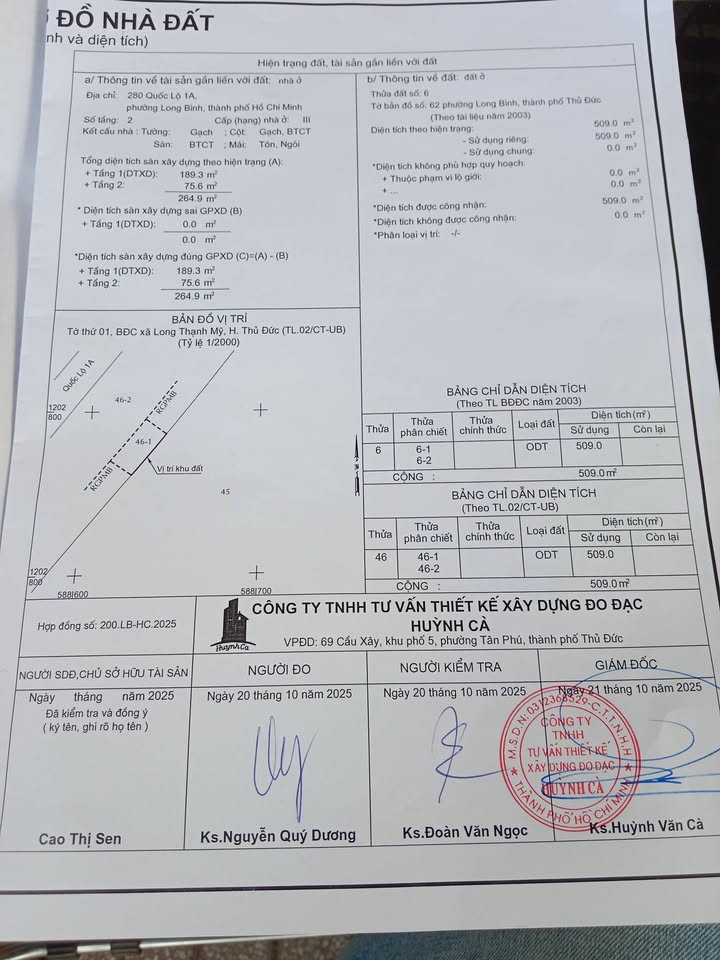 ĐỒ NHÀ ĐẤT
nh và diện tích)
Hiện trạng đất, tài sản gắn liền với đất
a/ Thông tin về tài sản gắn liền với đất: nhà ở
Địa chỉ: 280 Quốc Lộ 1A,
phường Long Bình, thành phố Hồ Chí Minh
Số tầng: 2 Cấp (hạng) nhà ở: III
Kết cấu nhà : Tường: Gạch ; Cột: Gạch, BTCT
Sàn: BTCT ; Mái: Tôn, Ngói
Tổng diện tích sàn xây dựng theo hiện trạng (A):
+ Tầng 1(DTXD): 189.3 m²
+ Tầng 2: 75.6 m²
264.9 m²
* Diện tích sàn xây dựng sai GPXD (B)
+ Tầng 1(DTXD): 0.0 m²
0.0 m²
*Diện tích sàn xây dựng đúng GPXD (C)=(A) - (B)
+ Tầng 1(DTXD): 189.3 m²
+ Tầng 2: 75.6 m²
264.9 m²
b/ Thông tin về đất: đất ở
Thửa đất số: 6
Tờ bản đồ số: 62 phường Long Bình, thành phố Thủ Đức
(Theo tài liệu năm 2003)
Diện tích theo hiện trạng: 509.0 m²
- Sử dụng riêng: 509.0 m²
- Sử dụng chung: 0.0 m²
*Diện tích không phù hợp quy hoạch:
+ Thuộc phạm vi lộ giới: 0.0 m²
+ ... 0.0 m²
*Diện tích được công nhận: 509.0 m²
*Diện tích không được công nhận: 0.0 m²
*Phân loại vị trí: -/-
BẢN ĐỒ VỊ TRÍ
Tờ thứ 01, BĐC xã Long Thạnh Mỹ, H. Thủ Đức (TL.02/CT-UB)
(Tỷ lệ 1/2000)
Quốc Lộ 1A
46-2
RGPMB
1202
800
46-1
RGPMB
Vị trí khu đất
45
1202
800
588|600
588|700
BẢNG CHỈ DẪN DIỆN TÍCH
(Theo TL BĐĐC năm 2003)
Thửa Thửa phân chiết Thửa chính thức Loại đất Diện tích(m²)
Sử dụng Còn lại
6 6-1 ODT 509.0
6-2
CỘNG : 509.0m²
BẢNG CHỈ DẪN DIỆN TÍCH
(Theo TL.02/CT-UB)
Thửa Thửa phân chiết Thửa chính thức Loại đất Diện tích(m²)
Sử dụng Còn lại
46 46-1 ODT 509.0
46-2
CỘNG : 509.0m²
Hợp đồng số: 200.LB-HC.2025
HuynhCa
CÔNG TY TNHH TƯ VẤN THIẾT KẾ XÂY DỰNG ĐO ĐẠC
HUỲNH CÀ
VPĐD: 69 Cầu Xây, khu phố 5, phường Tân Phú, thành phố Thủ Đức
NGƯỜI SDĐ,CHỦ SỞ HỮU TÀI SẢN NGƯỜI ĐO NGƯỜI KIỂM TRA GIÁM ĐỐC
Ngày tháng năm 2025 Ngày 20 tháng 10 năm 2025 Ngày 20 tháng 10 năm 2025 Ngày 21 tháng 10 năm 2025
Đã kiểm tra và đồng ý
( ký tên, ghi rõ họ tên )
CÔNG TY
TNHH
TƯ VẤN THIẾT KẾ
XÂY DỰNG ĐO ĐẠC
HUỲNH CÀ
THÀNH PHỐ HỒ CHÍ MINH
Cao Thị Sen Ks.Nguyễn Quý Dương Ks.Đoàn Văn Ngọc Ks.Huỳnh Văn Cà